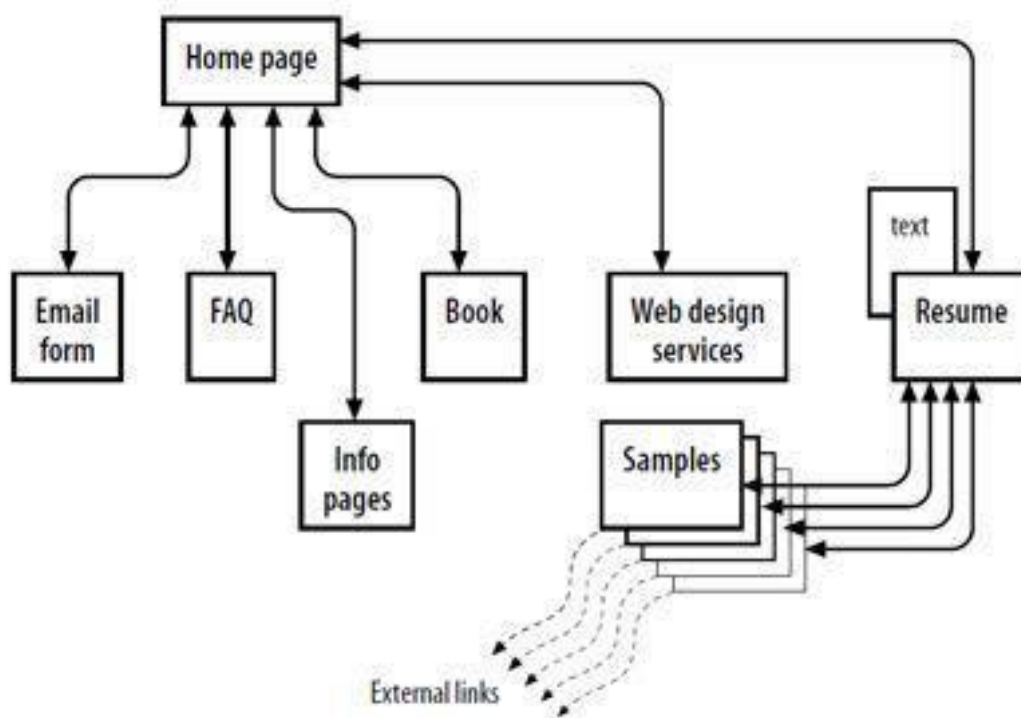 Home page
text
Email
form
FAQ
Book
Web design
services
Resume
Info
pages
Samples
External links